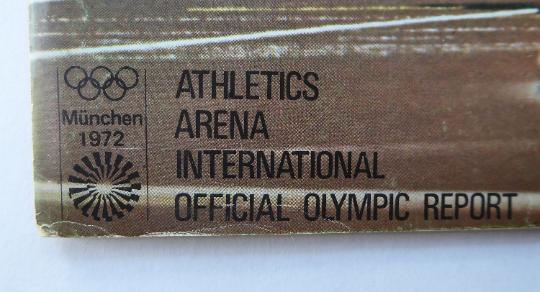 München
1972
ATHLETICS
ARENA
INTERNATIONAL
OFFICIAL OLYMPIC REPORT